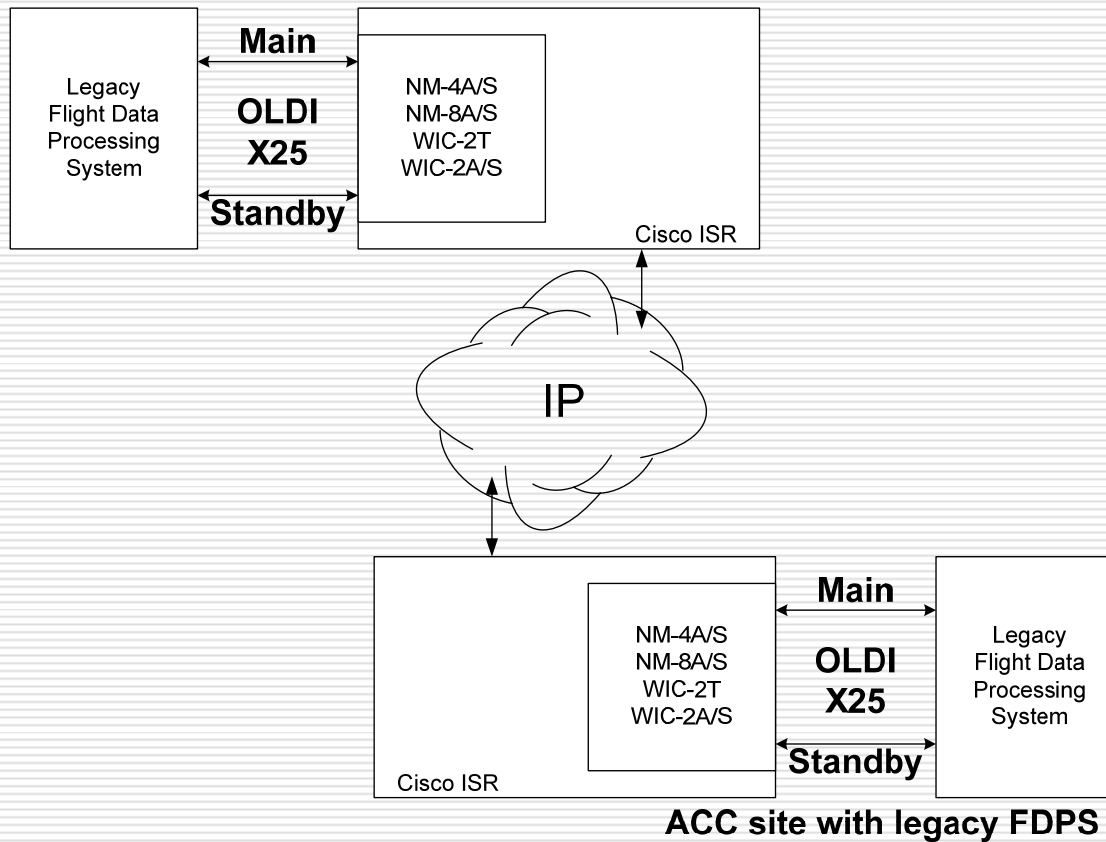 Legacy
Flight Data
Processing
System
Main
OLDI
X25
Standby
NM-4A/S
NM-8A/S
WIC-2T
WIC-2A/S
Cisco ISR
IP
NM-4A/S
NM-8A/S
WIC-2T
WIC-2A/S
Cisco ISR
Main
OLDI
X25
Standby
Legacy
Flight Data
Processing
System
ACC site with legacy FDPS